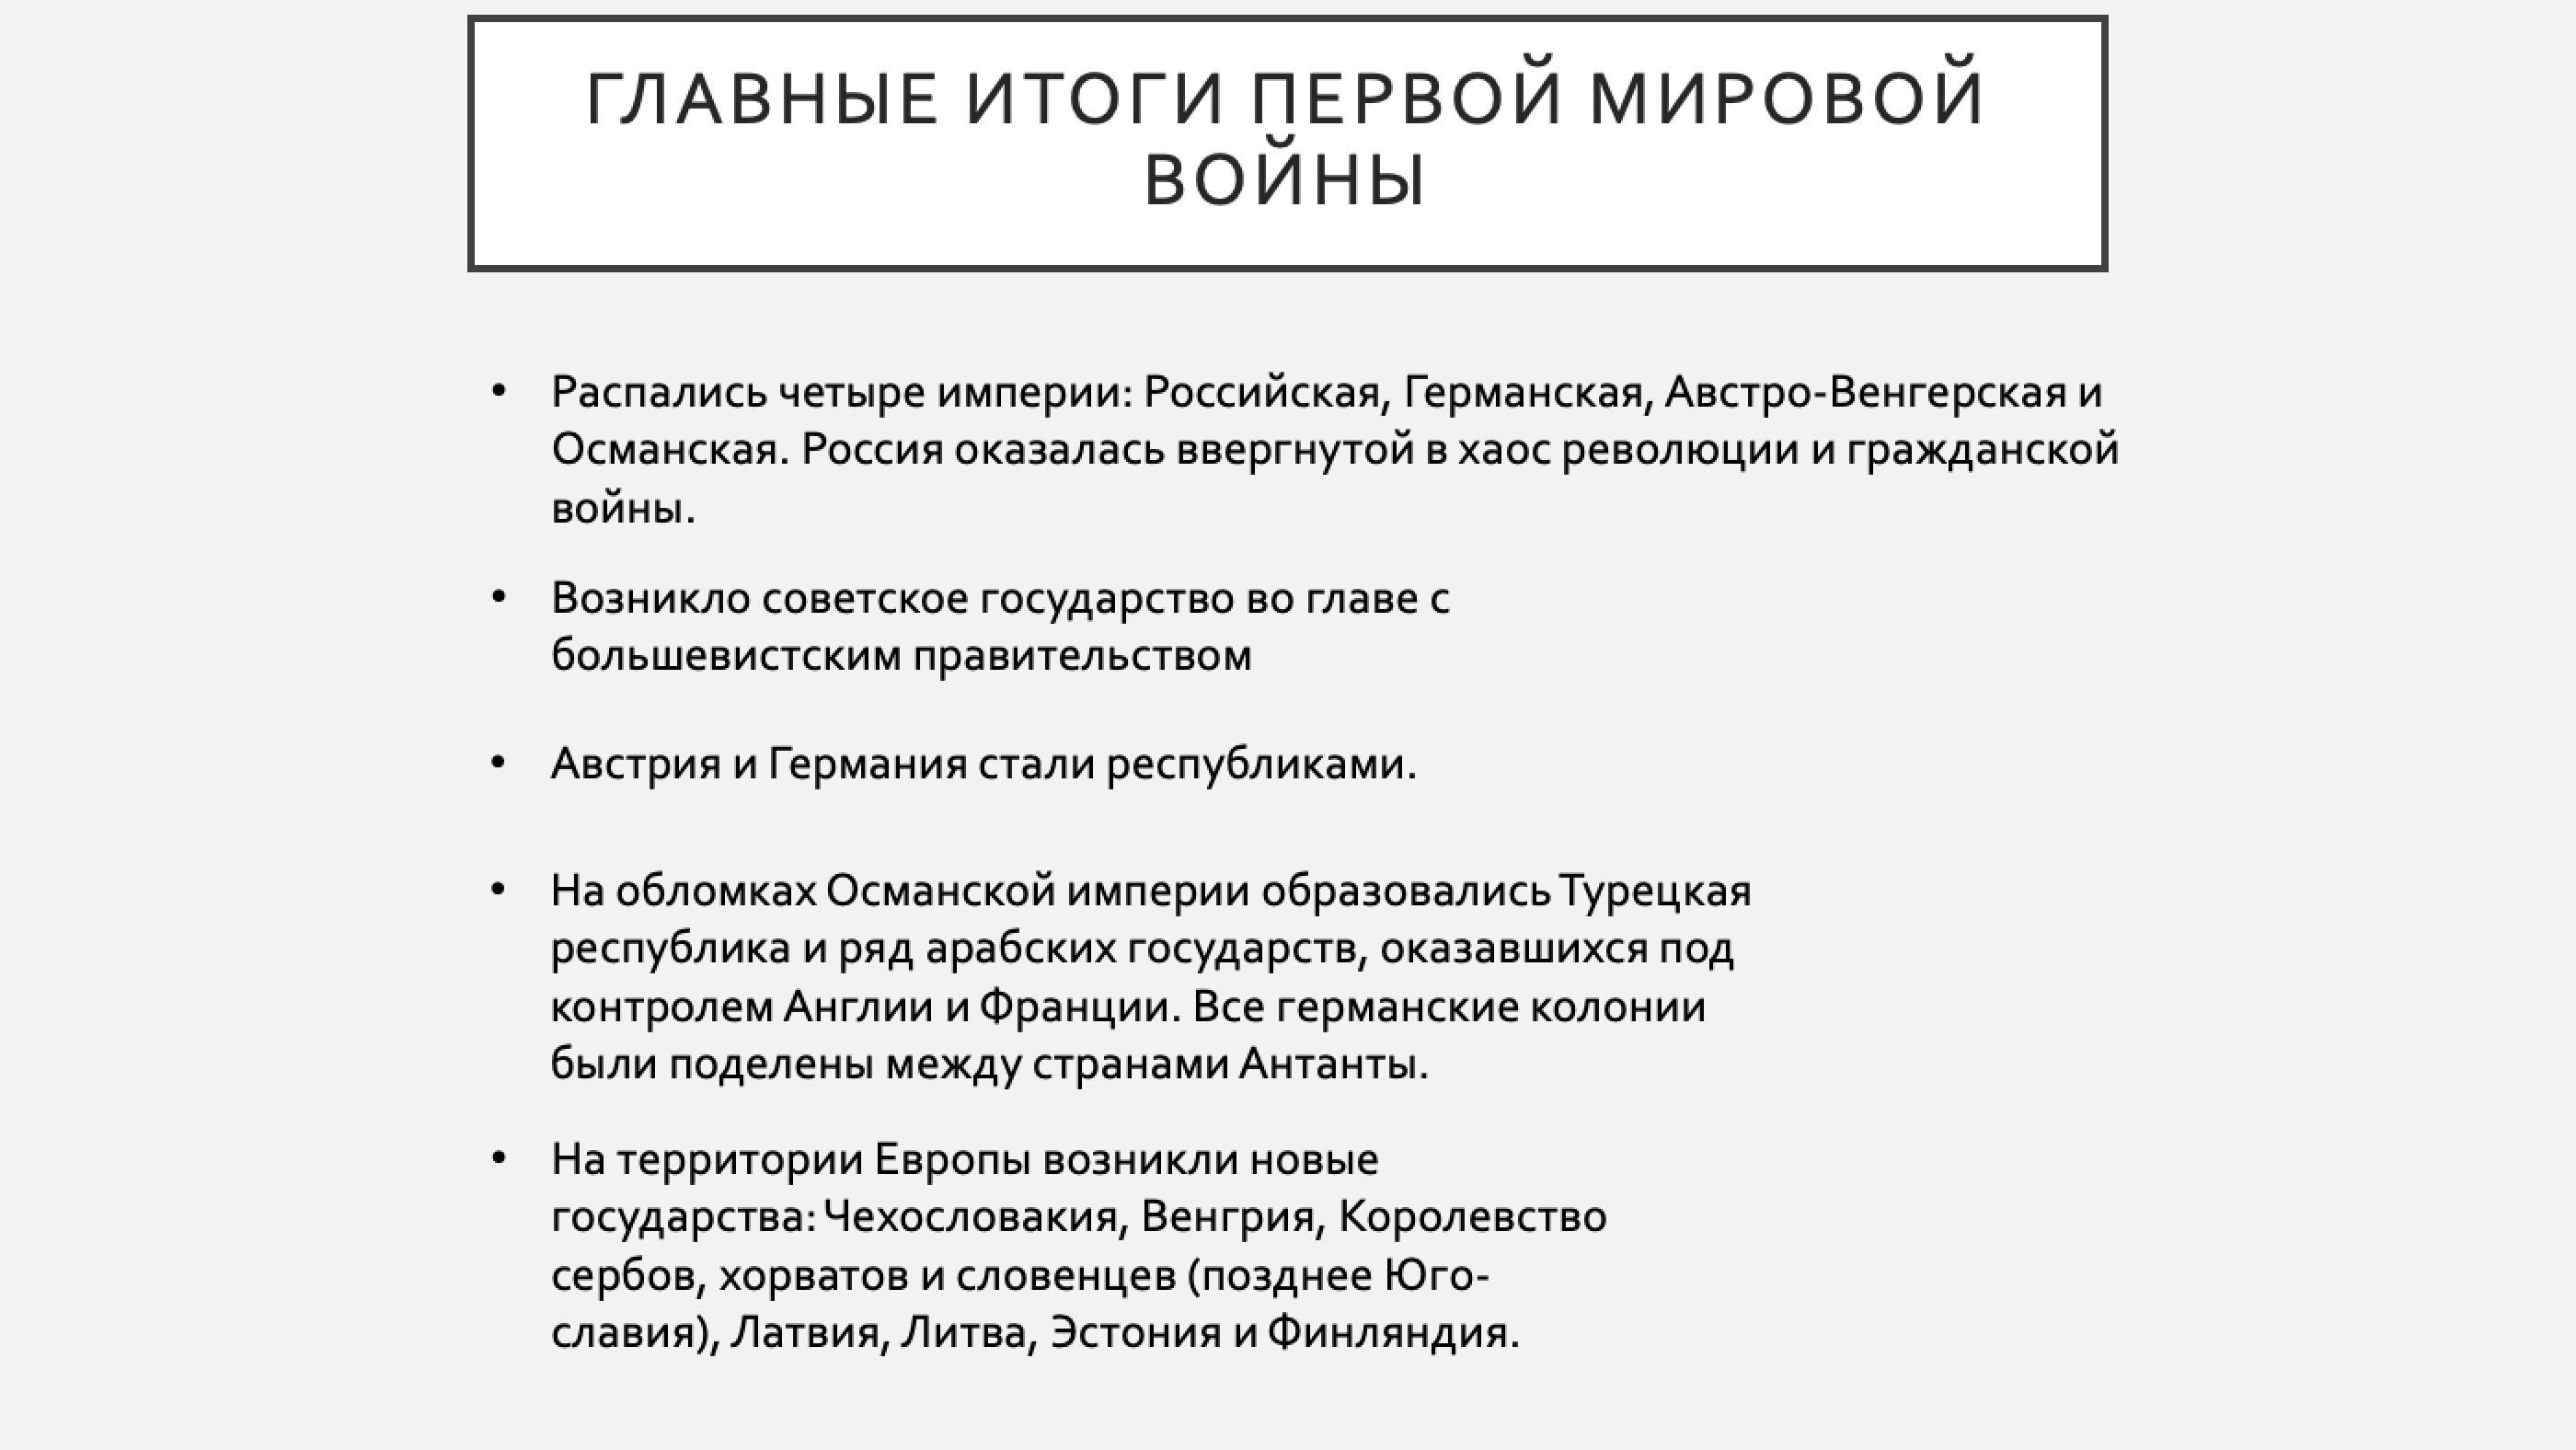 ГЛАВНЫЕ ИТОГИ ПЕРВОЙ МИРОВОЙ
ВОЙНЫ
• Распались четыре империи: Российская, Германская, Австро-Венгерская и
Османская. Россия оказалась ввергнутой в хаос революции и гражданской
войны.
• Возникло советское государство во главе с
большевистским правительством
• Австрия и Германия стали республиками.
• На обломках Османской империи образовались Турецкая
республика и ряд арабских государств, оказавшихся под
контролем Англии и Франции. Все германские колонии
были поделены между странами Антанты.
• На территории Европы возникли новые
государства: Чехословакия, Венгрия, Королевство
сербов, хорватов и словенцев (позднее Юго-
славия), Латвия, Литва, Эстония и Финляндия.